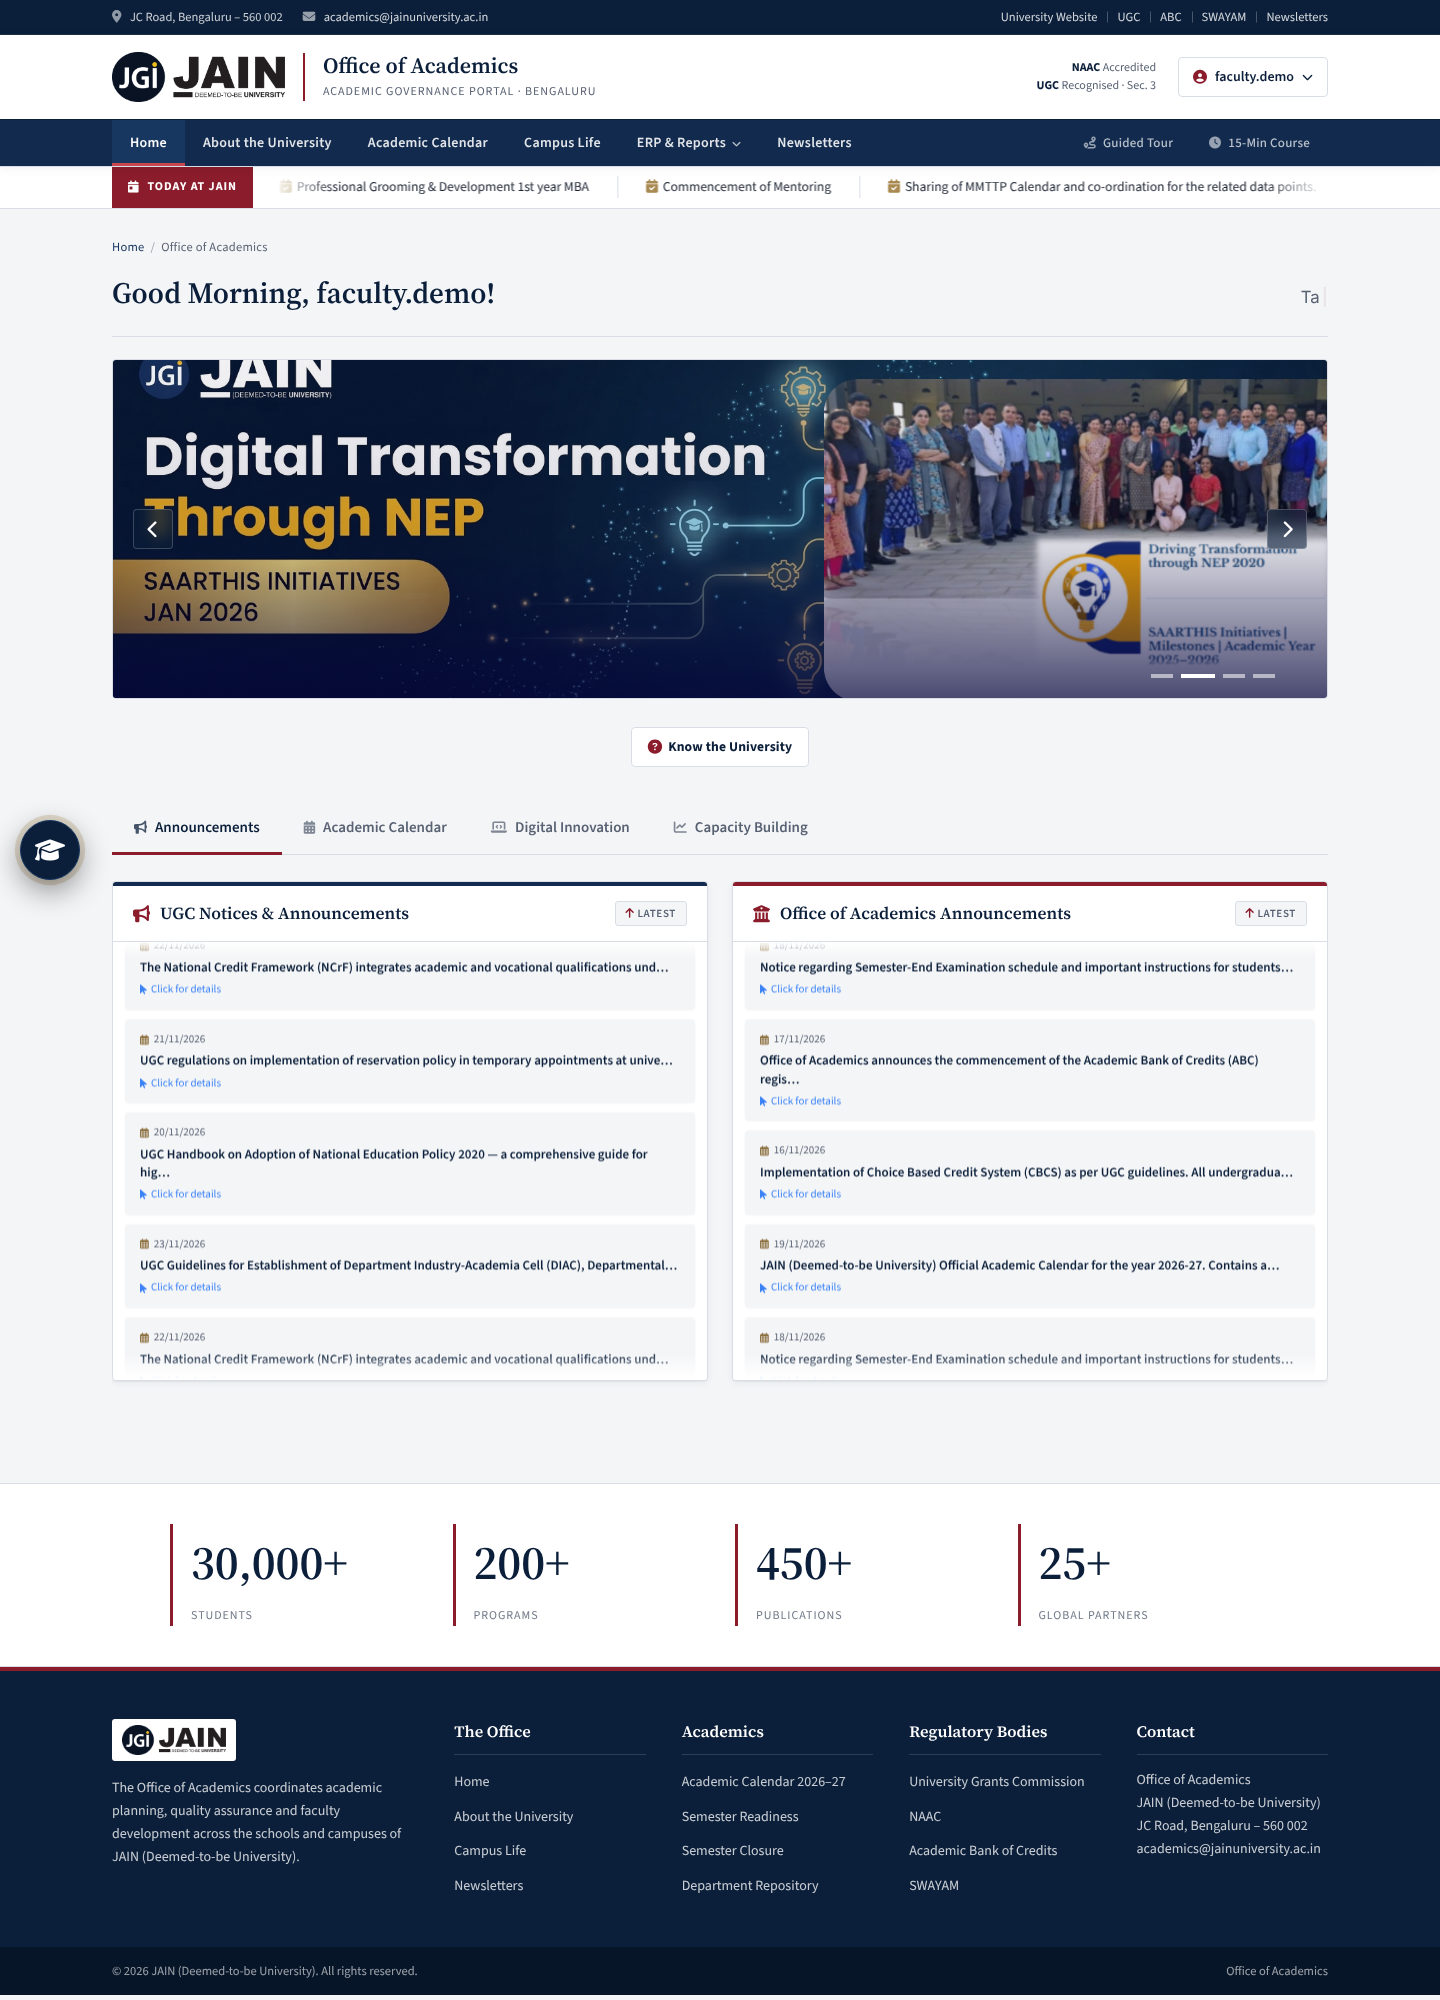 JC Road, Bengaluru – 560 002
academics@jainuniversity.ac.in
University Website
UGC
ABC
SWAYAM
Newsletters
JGi JAIN
(DEEMED-TO-BE UNIVERSITY)
Office of Academics
ACADEMIC GOVERNANCE PORTAL · BENGALURU
NAAC Accredited
UGC Recognised · Sec. 3
faculty.demo
Home
About the University
Academic Calendar
Campus Life
ERP & Reports
Newsletters
Guided Tour
15-Min Course
TODAY AT JAIN
Professional Grooming & Development 1st year MBA
Commencement of Mentoring
Sharing of MMTTP Calendar and co-ordination for the related data points.
Home / Office of Academics
Good Morning, faculty.demo!
Ta
JGi JAIN
(DEEMED-TO-BE UNIVERSITY)
Digital Transformation
Through NEP
SAARTHIS INITIATIVES
JAN 2026
Driving Transformation
through NEP 2020
SAARTHIS Initiatives |
Milestones | Academic Year
2025–2026
Know the University
Announcements
Academic Calendar
Digital Innovation
Capacity Building
UGC Notices & Announcements
LATEST
22/11/2026
The National Credit Framework (NCrF) integrates academic and vocational qualifications und...
Click for details
21/11/2026
UGC regulations on implementation of reservation policy in temporary appointments at unive...
Click for details
20/11/2026
UGC Handbook on Adoption of National Education Policy 2020 — a comprehensive guide for
hig...
Click for details
23/11/2026
UGC Guidelines for Establishment of Department Industry-Academia Cell (DIAC), Departmental...
Click for details
22/11/2026
The National Credit Framework (NCrF) integrates academic and vocational qualifications und...
Office of Academics Announcements
LATEST
18/11/2026
Notice regarding Semester-End Examination schedule and important instructions for students...
Click for details
17/11/2026
Office of Academics announces the commencement of the Academic Bank of Credits (ABC)
regis...
Click for details
16/11/2026
Implementation of Choice Based Credit System (CBCS) as per UGC guidelines. All undergradua...
Click for details
19/11/2026
JAIN (Deemed-to-be University) Official Academic Calendar for the year 2026-27. Contains a...
Click for details
18/11/2026
Notice regarding Semester-End Examination schedule and important instructions for students...
30,000+
STUDENTS
200+
PROGRAMS
450+
PUBLICATIONS
25+
GLOBAL PARTNERS
JGi JAIN
(DEEMED-TO-BE UNIVERSITY)
The Office of Academics coordinates academic
planning, quality assurance and faculty
development across the schools and campuses of
JAIN (Deemed-to-be University).
The Office
Home
About the University
Campus Life
Newsletters
Academics
Academic Calendar 2026–27
Semester Readiness
Semester Closure
Department Repository
Regulatory Bodies
University Grants Commission
NAAC
Academic Bank of Credits
SWAYAM
Contact
Office of Academics
JAIN (Deemed-to-be University)
JC Road, Bengaluru – 560 002
academics@jainuniversity.ac.in
© 2026 JAIN (Deemed-to-be University). All rights reserved.
Office of Academics